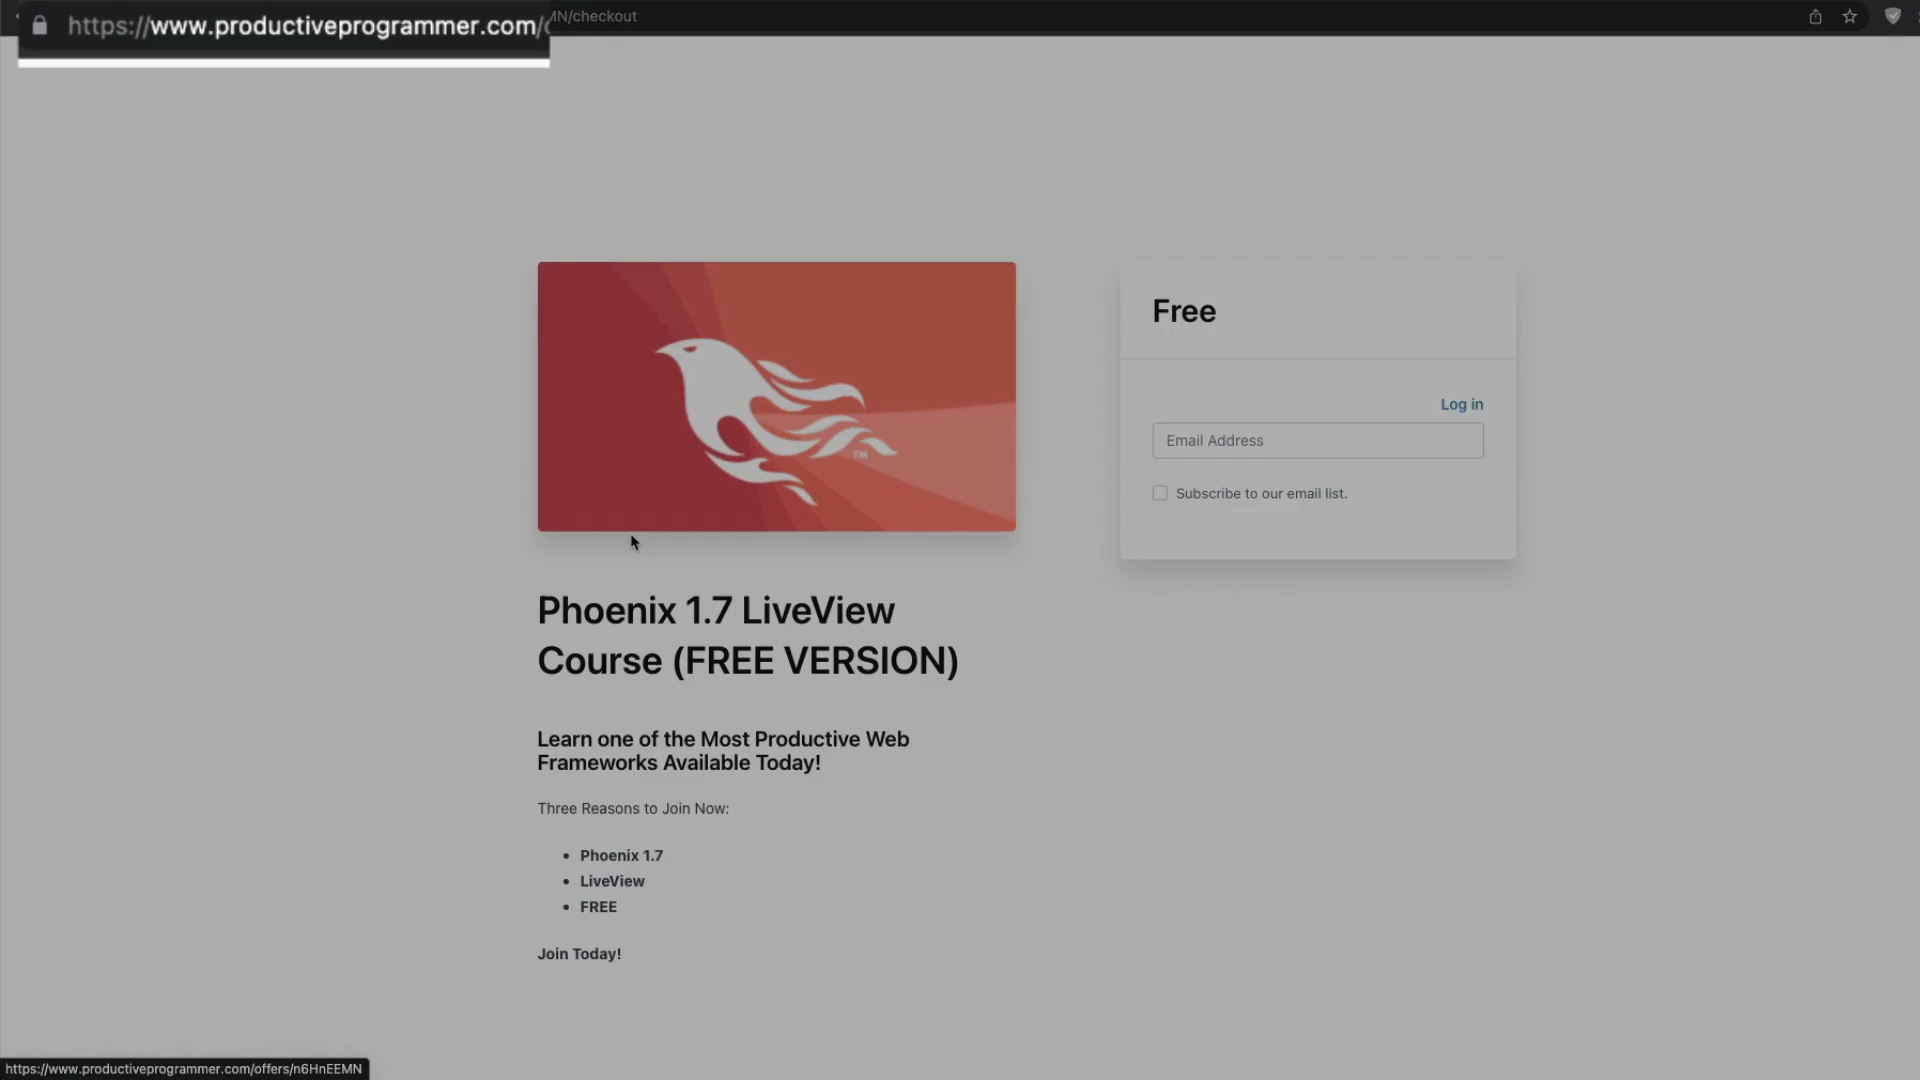 https://www.productiveprogrammer.com/
MN/checkout
Free
Log in
Email Address
Subscribe to our email list.
TM
Phoenix 1.7 LiveView
Course (FREE VERSION)
Learn one of the Most Productive Web
Frameworks Available Today!
Three Reasons to Join Now:
• Phoenix 1.7
• LiveView
• FREE
Join Today!
https://www.productiveprogrammer.com/offers/n6HnEEMN